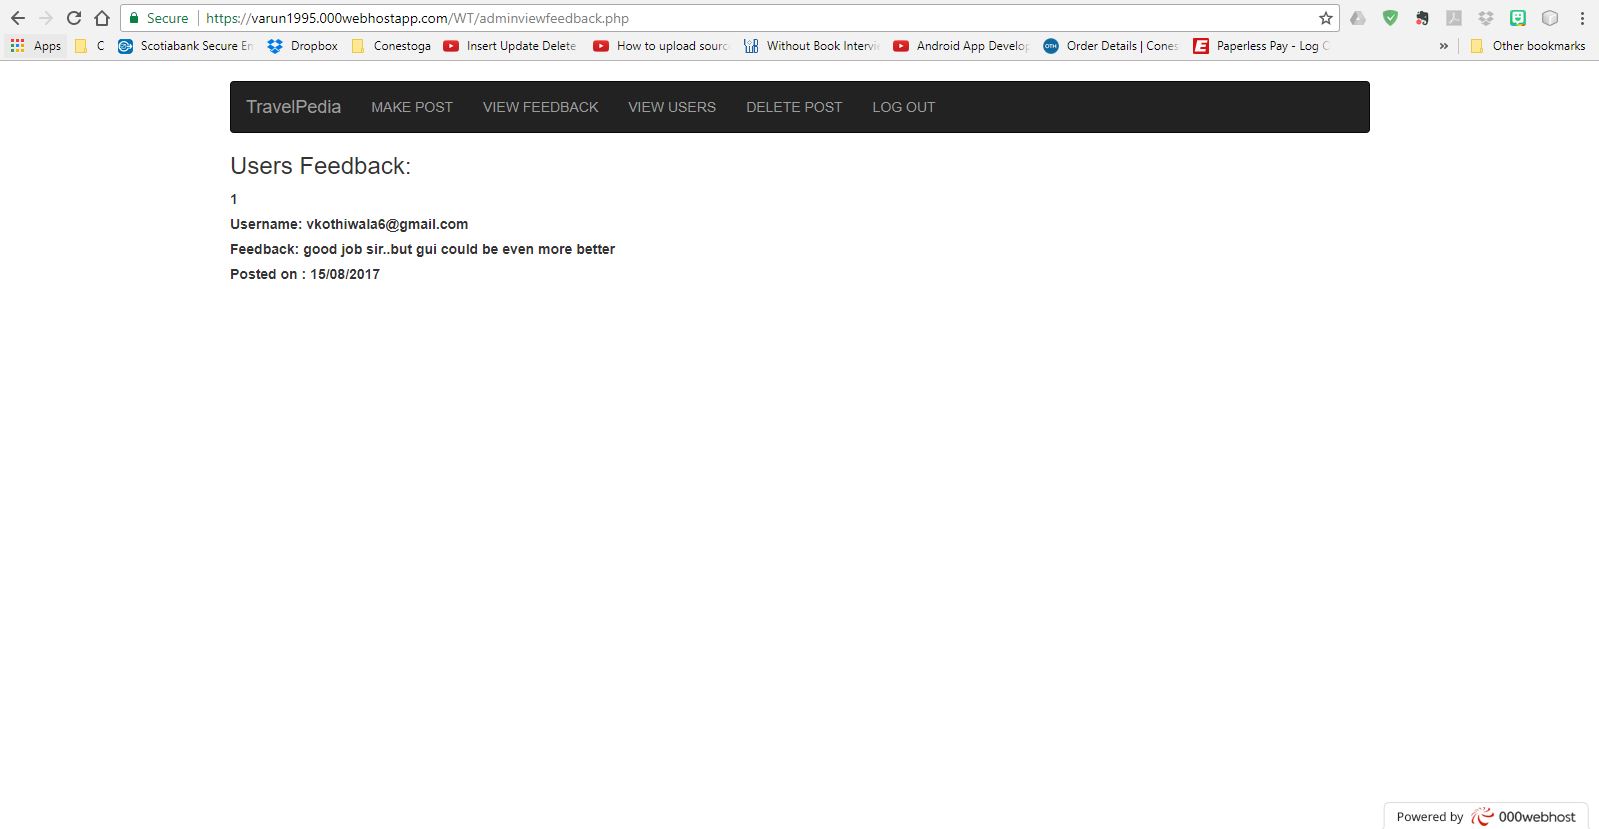 Secure https://varun1995.000webhostapp.com/WT/adminviewfeedback.php
Apps C Scotiabank Secure En Dropbox Conestoga Insert Update Delete How to upload sourc Without Book Intervie Android App Develop OTH Order Details | Cones Paperless Pay - Log O » Other bookmarks
TravelPedia MAKE POST VIEW FEEDBACK VIEW USERS DELETE POST LOG OUT
Users Feedback:
1
Username: vkothiwala6@gmail.com
Feedback: good job sir..but gui could be even more better
Posted on : 15/08/2017
Powered by 000webhost